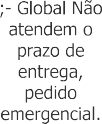 ;- Global Não
atendem o
prazo de
entrega,
pedido
emergencial.